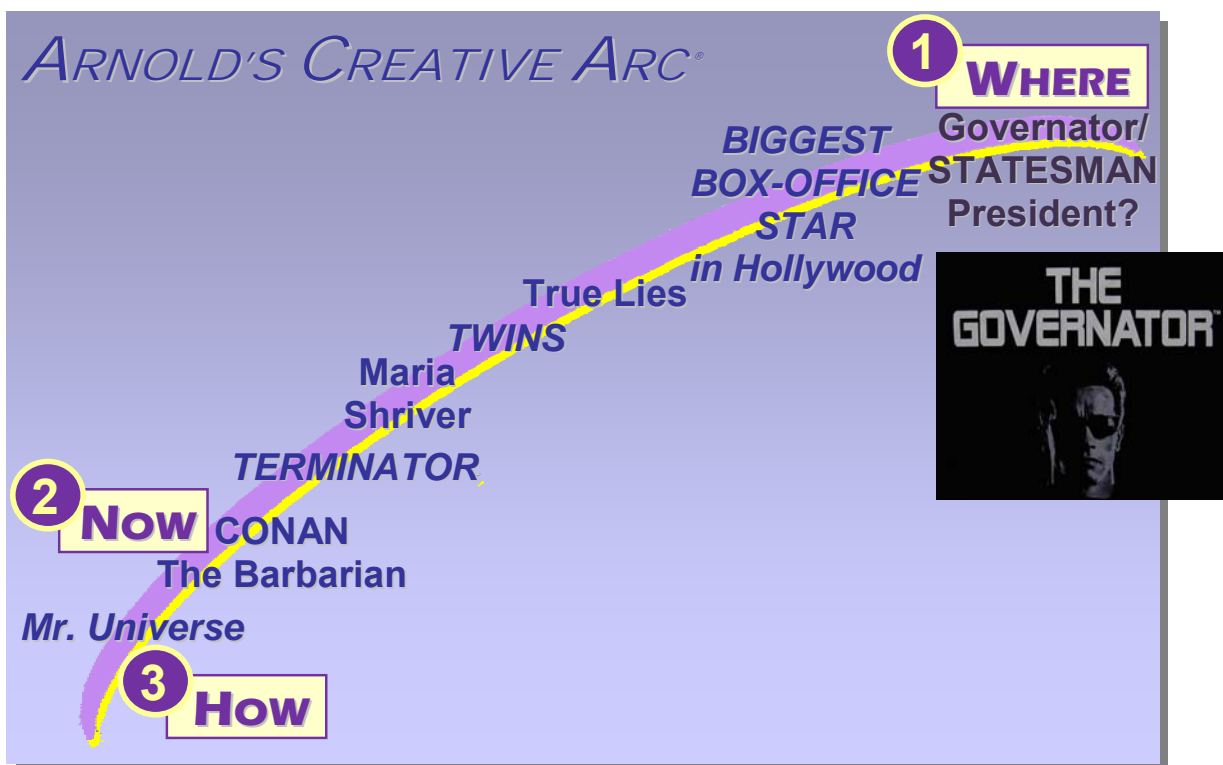 ARNOLD'S CREATIVE ARC®
1
WHERE
Governator/
STATESMAN
President?
BIGGEST
BOX-OFFICE
STAR
in Hollywood
THE
GOVERNATOR™
True Lies
TWINS
Maria
Shriver
TERMINATOR
2
NOW
CONAN
The Barbarian
Mr. Universe
3
HOW